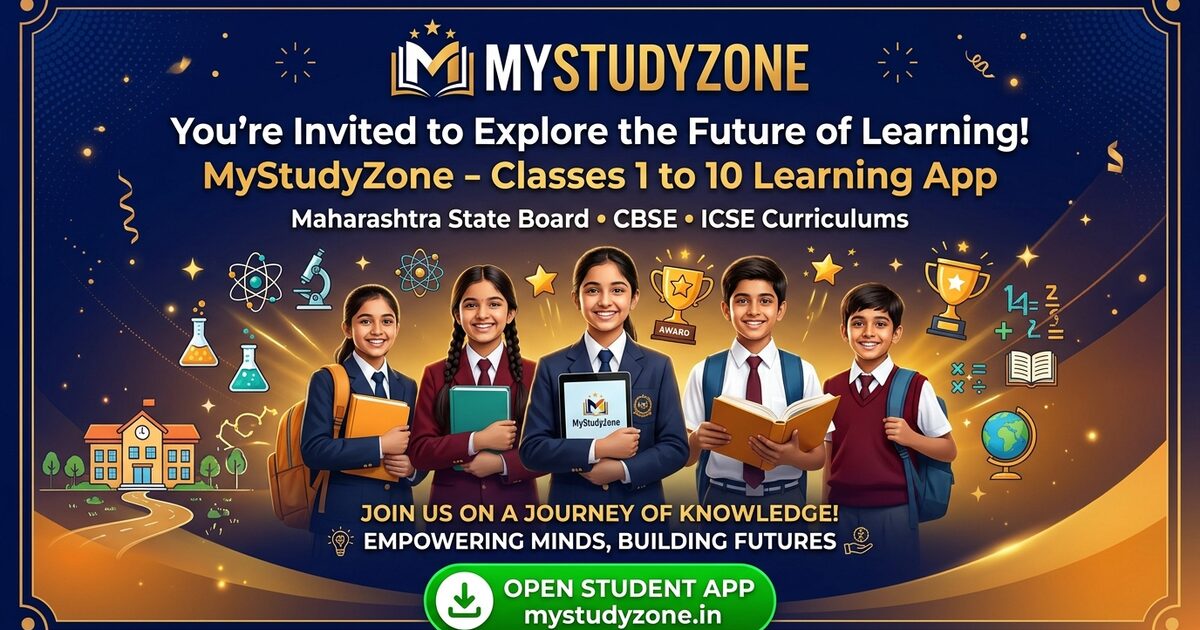 MYSTUDYZONE
You're Invited to Explore the Future of Learning!
MyStudyZone – Classes 1 to 10 Learning App
Maharashtra State Board • CBSE • ICSE Curriculums
AWARD
MyStudyZone
JOIN US ON A JOURNEY OF KNOWLEDGE!
EMPOWERING MINDS, BUILDING FUTURES
OPEN STUDENT APP
mystudyzone.in